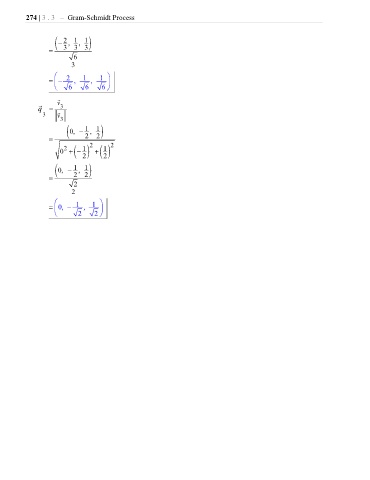 274 | 3 . 3 – Gram-Schmidt Process
= (-2/3, 1/3, 1/3) / (√6/3)
= (-2/√6, 1/√6, 1/√6)
q⃗₃ = v⃗₃ / |v⃗₃|
= (0, -1/2, 1/2) / √(0² + (-1/2)² + (1/2)²)
= (0, -1/2, 1/2) / (√2/2)
= (0, -1/√2, 1/√2)